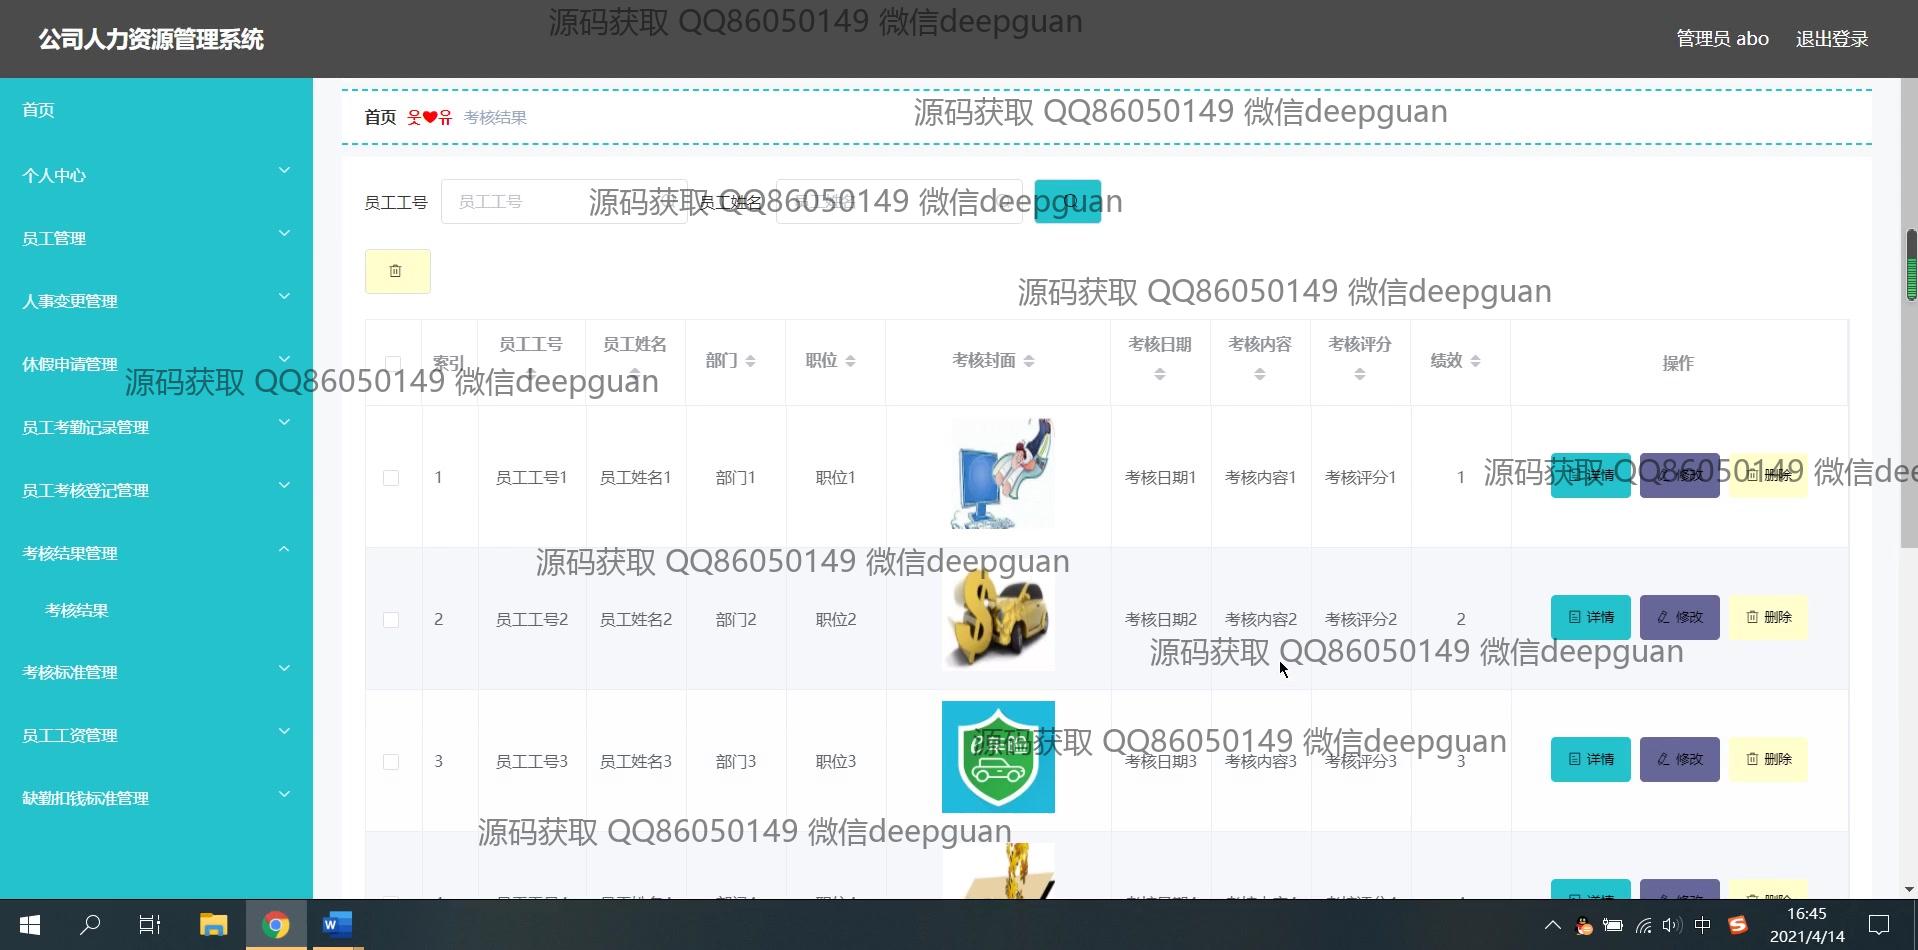 源码获取 QQ86050149 微信deepguan
公司人力资源管理系统
管理员 abo 退出登录
首页
个人中心
员工管理
人事变更管理
休假申请管理
员工考勤记录管理
员工考核登记管理
考核结果管理
考核结果
考核标准管理
员工工资管理
缺勤扣钱标准管理
首页 웃❤유 考核结果
源码获取 QQ86050149 微信deepguan
员工工号 员工工号 员工姓名
源码获取 QQ86050149 微信deepguan
源码获取 QQ86050149 微信deepguan
索引 员工工号 员工姓名 部门 职位 考核封面 考核日期 考核内容 考核评分 绩效 操作
源码获取 QQ86050149 微信deepguan
1 员工工号1 员工姓名1 部门1 职位1 考核日期1 考核内容1 考核评分1 1 详情 修改 删除
源码获取 QQ86050149 微信dee
源码获取 QQ86050149 微信deepguan
2 员工工号2 员工姓名2 部门2 职位2 考核日期2 考核内容2 考核评分2 2 详情 修改 删除
源码获取 QQ86050149 微信deepguan
3 员工工号3 员工姓名3 部门3 职位3 考核日期3 考核内容3 考核评分3 3 详情 修改 删除
源码获取 QQ86050149 微信deepguan
源码获取 QQ86050149 微信deepguan
中
16:45
2021/4/14